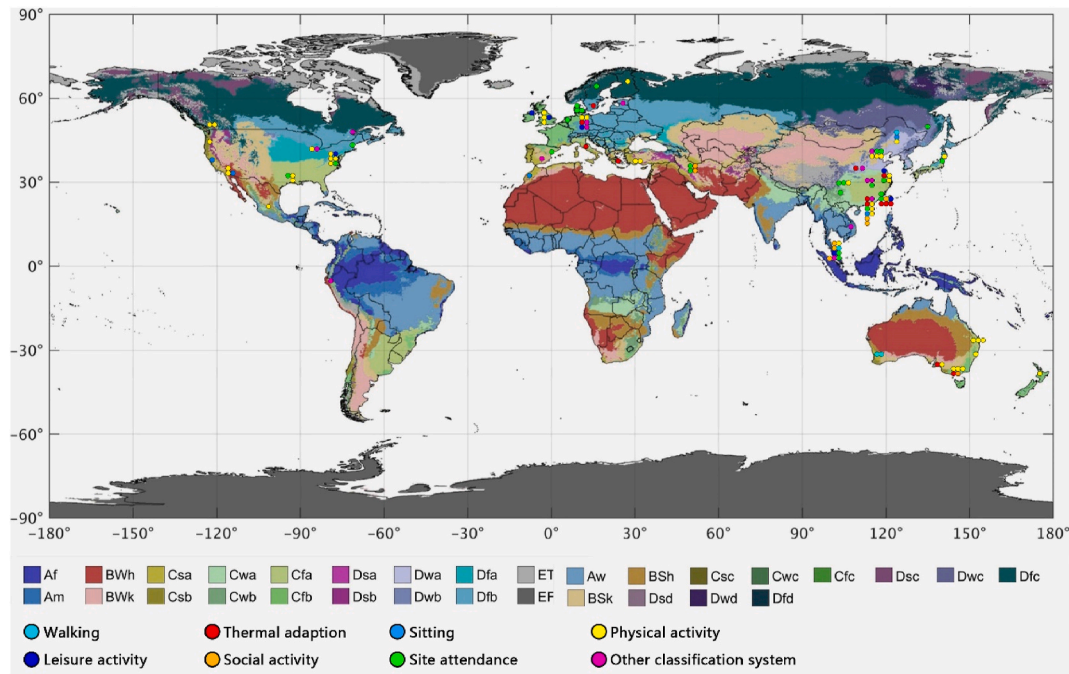 90°
60°
30°
0°
−30°
−60°
−90°
−180° −150° −120° −90° −60° −30° 0° 30° 60° 90° 120° 150° 180°
Af BWh Csa Cwa Cfa Dsa Dwa Dfa ET Aw BSh Csc Cwc Cfc Dsc Dwc Dfc
Am BWk Csb Cwb Cfb Dsb Dwb Dfb EF BSk Dsd Dwd Dfd
Walking Thermal adaption Sitting Physical activity
Leisure activity Social activity Site attendance Other classification system